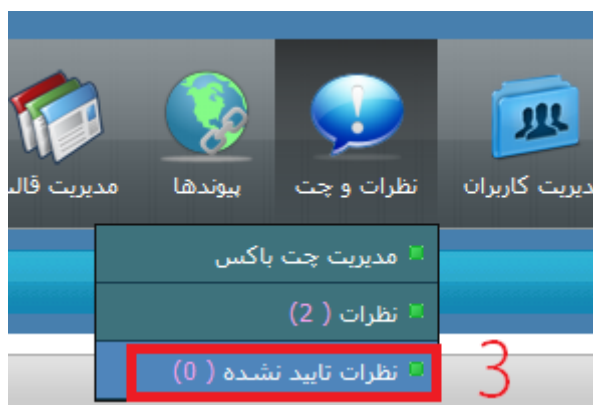 مدیریت کاربران نظرات و چت پیوندها مدیریت قالب
مدیریت چت باکس
نظرات ( 2)
نظرات تایید نشده ( 0)
3